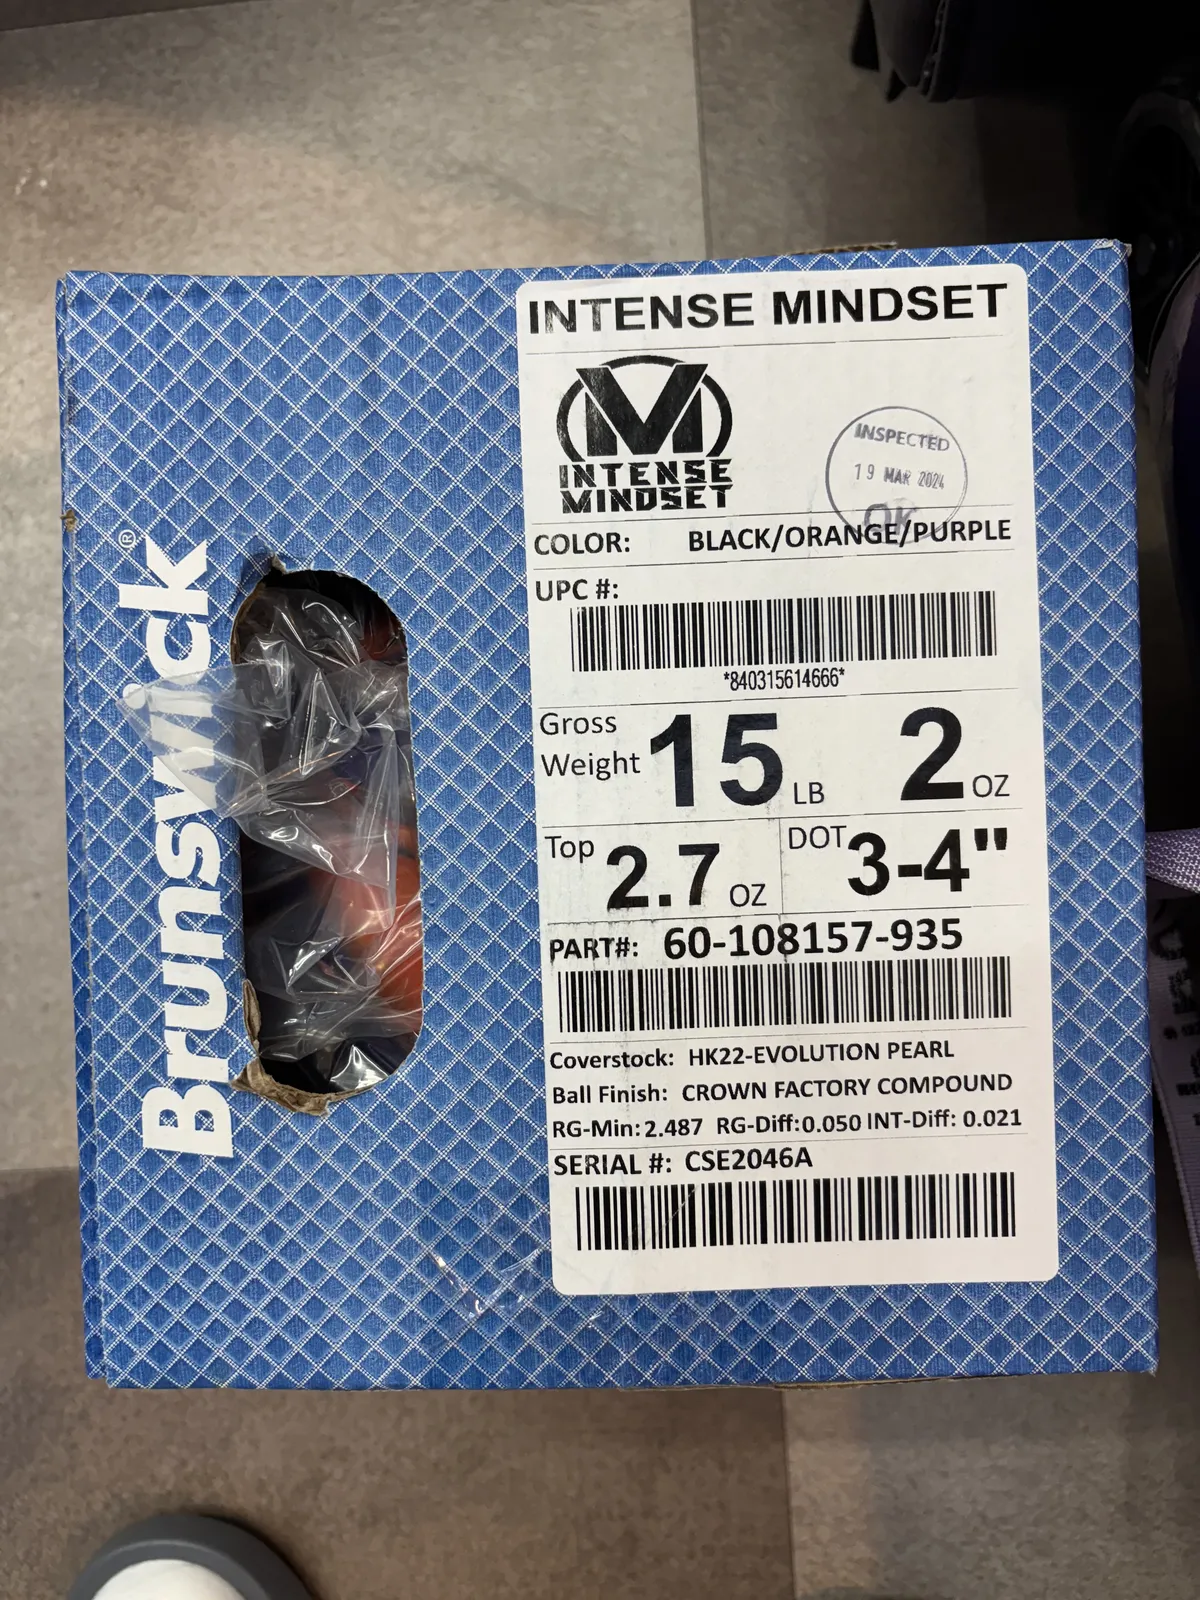 Brunswick®
INTENSE MINDSET
M
INTENSE
MINDSET
INSPECTED
19 MAR 2024
OK
COLOR: BLACK/ORANGE/PURPLE
UPC #:
*840315614666*
Gross Weight 15 LB 2 OZ
Top 2.7 OZ DOT 3-4"
PART#: 60-108157-935
Coverstock: HK22-EVOLUTION PEARL
Ball Finish: CROWN FACTORY COMPOUND
RG-Min: 2.487 RG-Diff:0.050 INT-Diff: 0.021
SERIAL #: CSE2046A